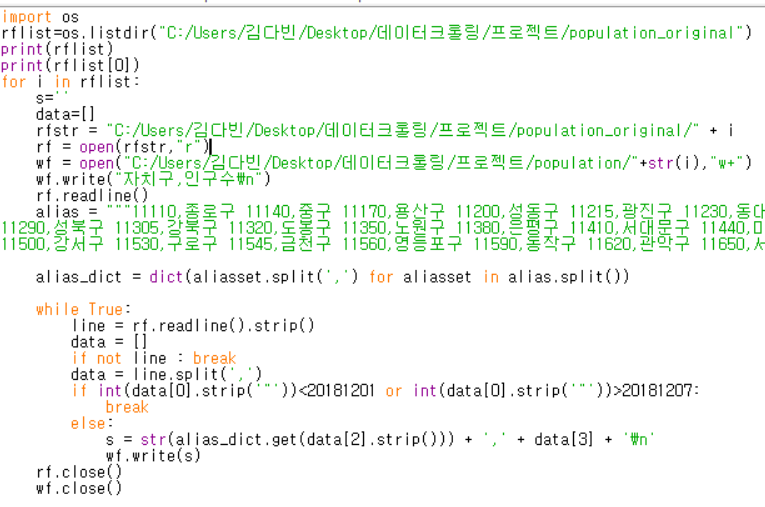 import os
rflist=os.listdir("C:/Users/김다빈/Desktop/데이터크롤링/프로젝트/population_original")
print(rflist)
print(rflist[0])
for i in rflist:
    s=''
    data=[]
    rfstr = "C:/Users/김다빈/Desktop/데이터크롤링/프로젝트/population_original/" + i
    rf = open(rfstr,"r")
    wf = open("C:/Users/김다빈/Desktop/데이터크롤링/프로젝트/population/"+str(i),"w+")
    wf.write("자치구,인구수₩n")
    rf.readline()
    alias = """11110,종로구 11140,중구 11170,용산구 11200,성동구 11215,광진구 11230,동대
11290,성북구 11305,강북구 11320,도봉구 11350,노원구 11380,은평구 11410,서대문구 11440,
11500,강서구 11530,구로구 11545,금천구 11560,영등포구 11590,동작구 11620,관악구 11650,
    alias_dict = dict(aliasset.split(',') for aliasset in alias.split())
    while True:
        line = rf.readline().strip()
        data = []
        if not line : break
        data = line.split(',')
        if int(data[0].strip('"'))<20181201 or int(data[0].strip('"'))>20181207:
            break
        else:
            s = str(alias_dict.get(data[2].strip())) + ',' + data[3] + '₩n'
            wf.write(s)
    rf.close()
    wf.close()